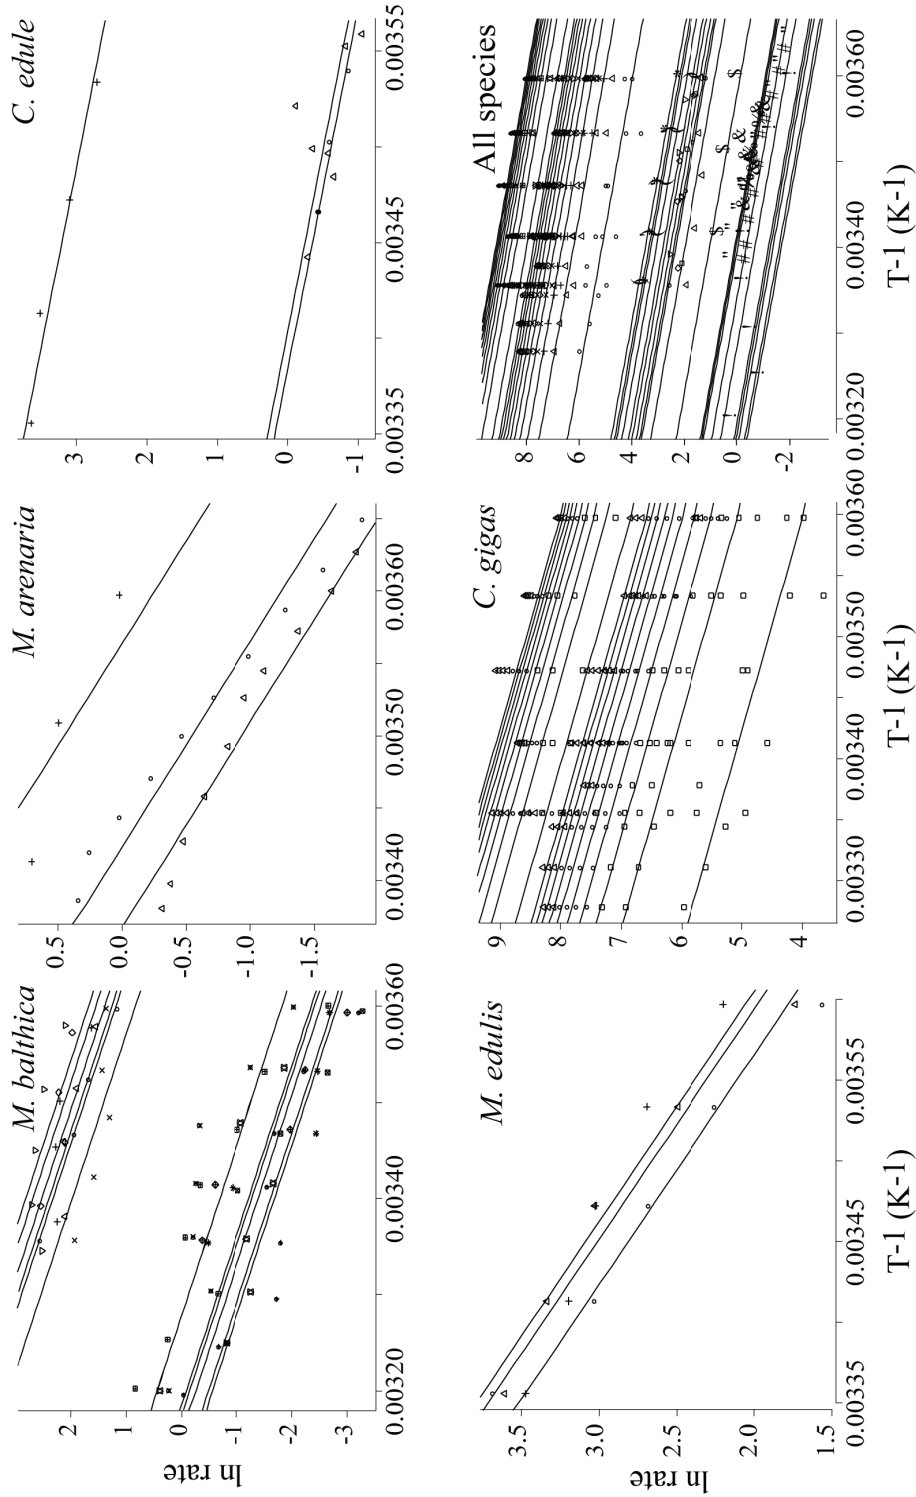 M. balthica
ln rate
2
1
0
-1
-2
-3
0.00320 0.00340 0.00360
M. arenaria
0.5
0.0
-0.5
-1.0
-1.5
0.00340 0.00350 0.00360
C. edule
3
2
1
0
-1
0.00335 0.00345 0.00355
M. edulis
ln rate
3.5
3.0
2.5
2.0
1.5
0.00335 0.00345 0.00355
T-1 (K-1)
C. gigas
9
8
7
6
5
4
0.00330 0.00340 0.00350 0.00360
T-1 (K-1)
All species
8
6
4
2
0
-2
0.00320 0.00340 0.00360
T-1 (K-1)